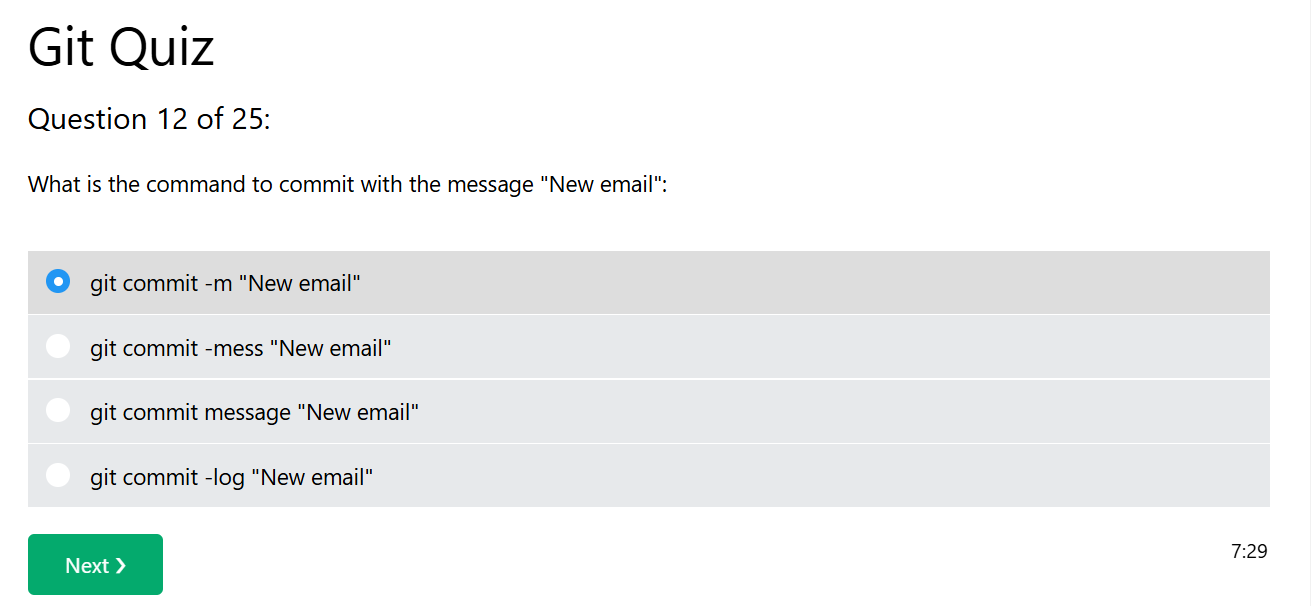 Git Quiz
Question 12 of 25:
What is the command to commit with the message "New email":
git commit -m "New email"
git commit -mess "New email"
git commit message "New email"
git commit -log "New email"
Next ❯
7:29